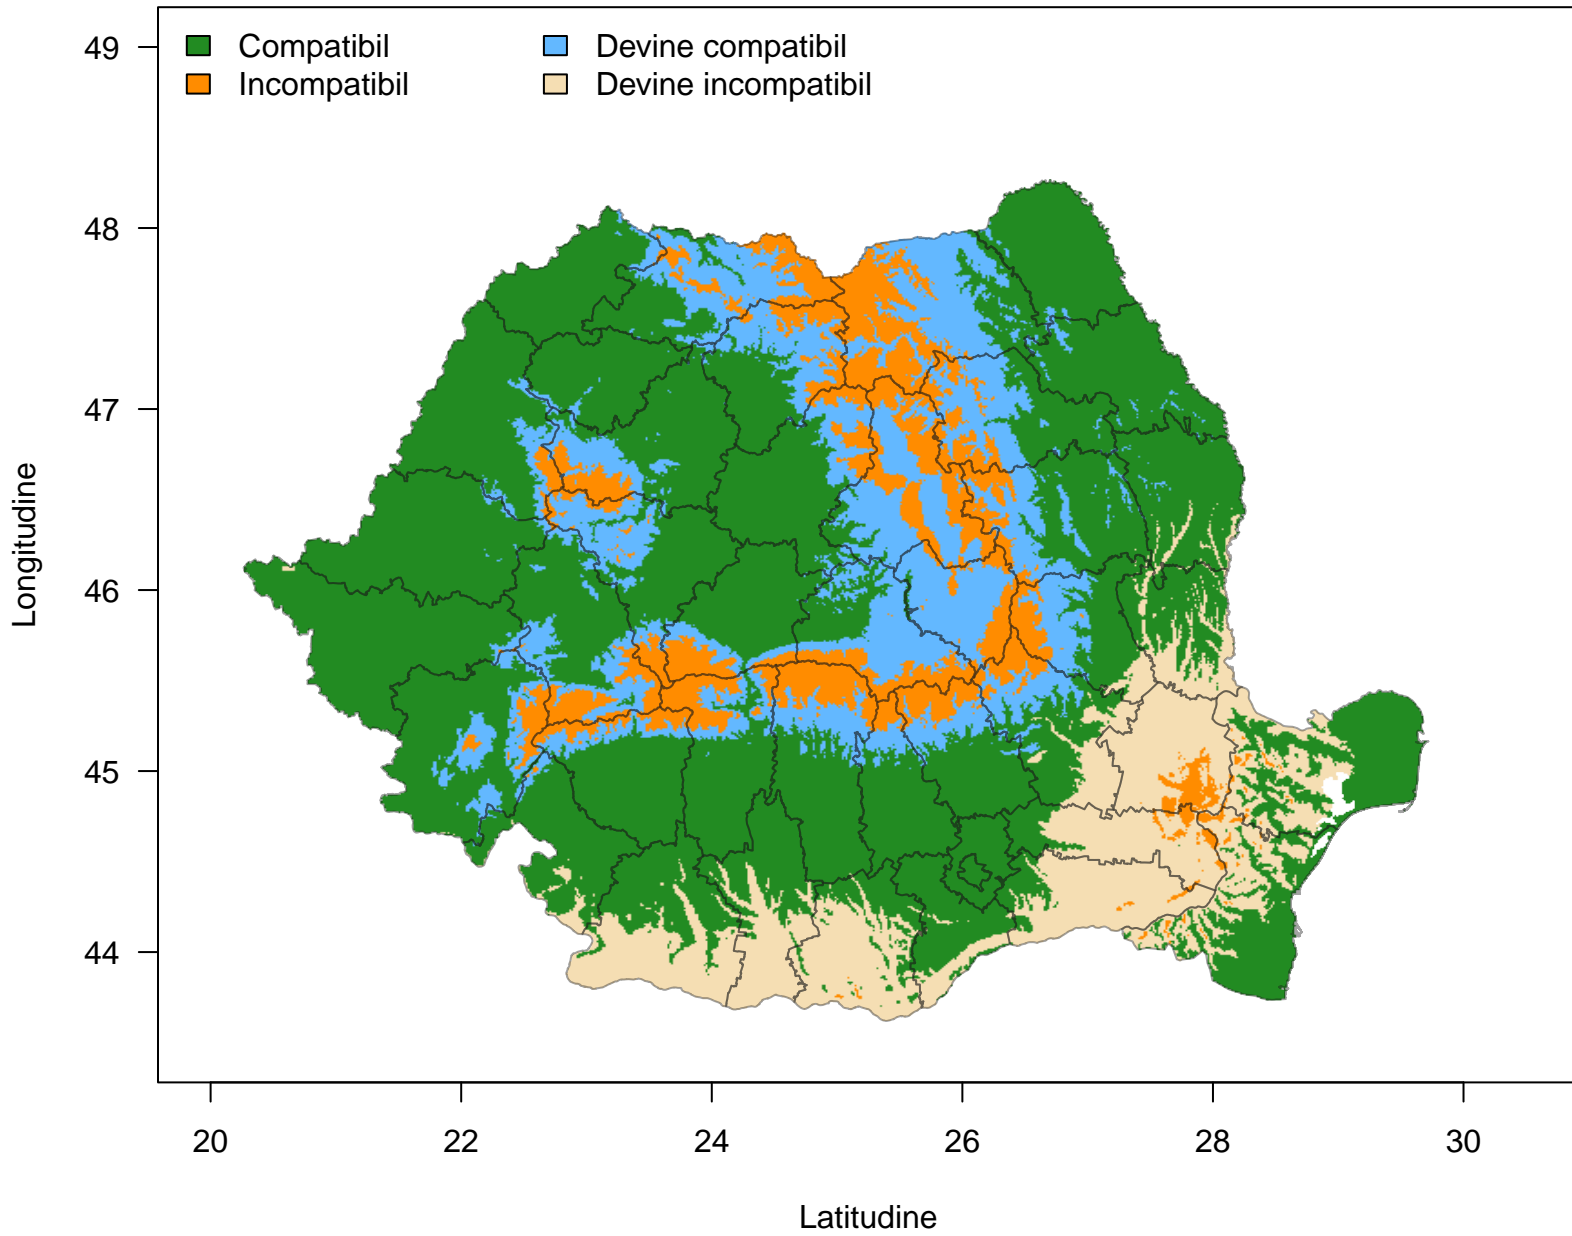 Compatibil
Devine compatibil
Incompatibil
Devine incompatibil
49
48
47
46
45
44
Longitudine
20 22 24 26 28 30
Latitudine